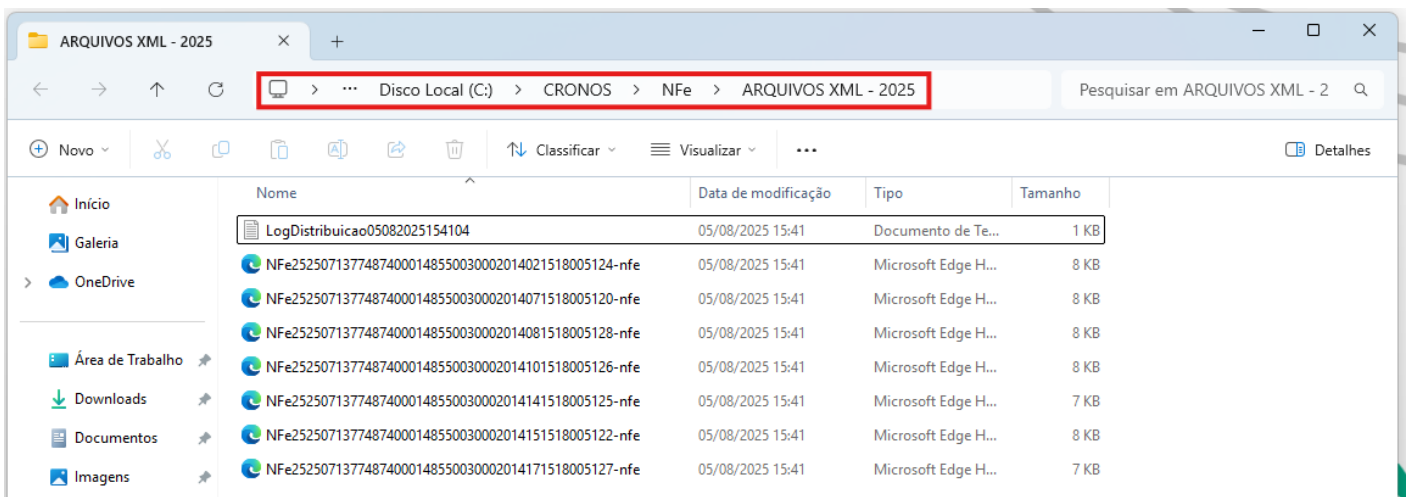 ARQUIVOS XML - 2025
Disco Local (C:) > CRONOS > NFe > ARQUIVOS XML - 2025 Pesquisar em ARQUIVOS XML - 2
Novo Classificar Visualizar ... Detalhes
Nome Data de modificação Tipo Tamanho
Início
Galeria
OneDrive
Área de Trabalho
Downloads
Documentos
Imagens
LogDistribuicao05082025154104 05/08/2025 15:41 Documento de Te... 1 KB
NFe25250713774874000148550030002014021518005124-nfe 05/08/2025 15:41 Microsoft Edge H... 8 KB
NFe25250713774874000148550030002014071518005120-nfe 05/08/2025 15:41 Microsoft Edge H... 8 KB
NFe25250713774874000148550030002014081518005128-nfe 05/08/2025 15:41 Microsoft Edge H... 8 KB
NFe25250713774874000148550030002014101518005126-nfe 05/08/2025 15:41 Microsoft Edge H... 8 KB
NFe25250713774874000148550030002014141518005125-nfe 05/08/2025 15:41 Microsoft Edge H... 7 KB
NFe25250713774874000148550030002014151518005122-nfe 05/08/2025 15:41 Microsoft Edge H... 8 KB
NFe25250713774874000148550030002014171518005127-nfe 05/08/2025 15:41 Microsoft Edge H... 7 KB